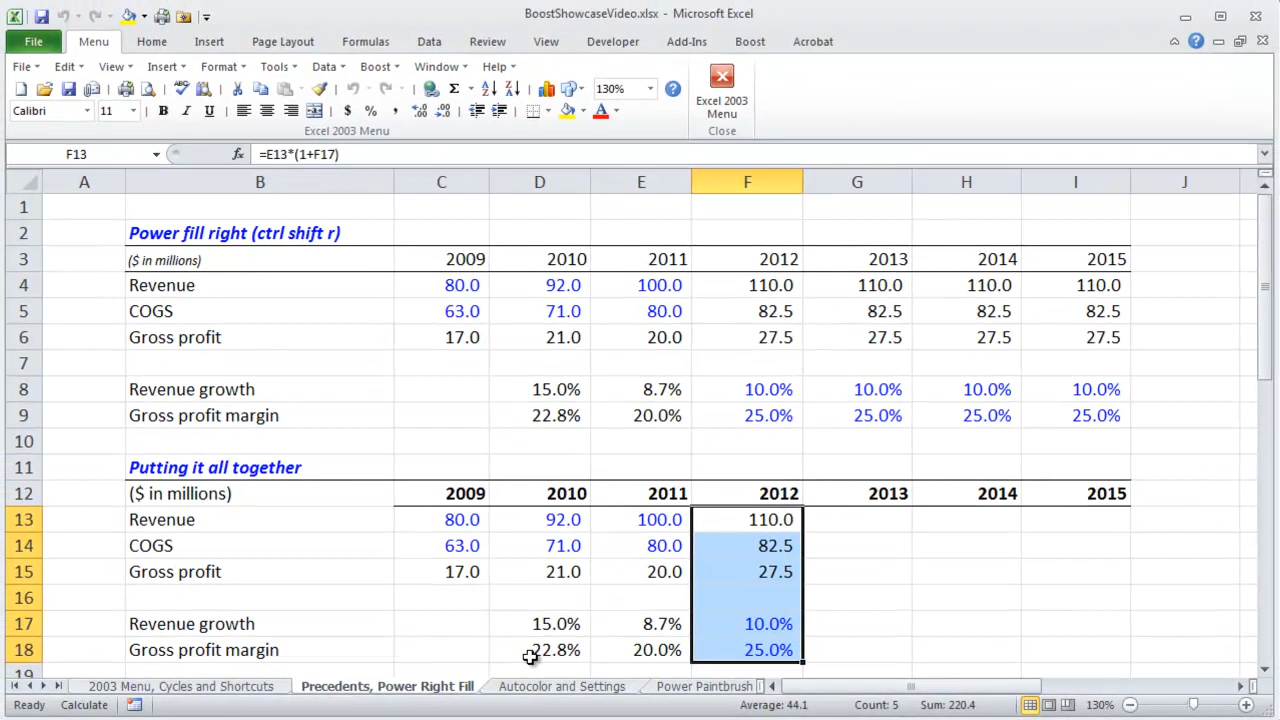 BoostShowcaseVideo.xlsx - Microsoft Excel
File Menu Home Insert Page Layout Formulas Data Review View Developer Add-Ins Boost Acrobat
File Edit View Insert Format Tools Data Boost Window Help
130%
Calibri 11 B I U $ %
Excel 2003 Menu
Excel 2003 Menu
Close
F13 fx =E13*(1+F17)
A B C D E F G H I J
1
2 Power fill right (ctrl shift r)
3 ($ in millions) 2009 2010 2011 2012 2013 2014 2015
4 Revenue 80.0 92.0 100.0 110.0 110.0 110.0 110.0
5 COGS 63.0 71.0 80.0 82.5 82.5 82.5 82.5
6 Gross profit 17.0 21.0 20.0 27.5 27.5 27.5 27.5
7
8 Revenue growth 15.0% 8.7% 10.0% 10.0% 10.0% 10.0%
9 Gross profit margin 22.8% 20.0% 25.0% 25.0% 25.0% 25.0%
10
11 Putting it all together
12 ($ in millions) 2009 2010 2011 2012 2013 2014 2015
13 Revenue 80.0 92.0 100.0 110.0
14 COGS 63.0 71.0 80.0 82.5
15 Gross profit 17.0 21.0 20.0 27.5
16
17 Revenue growth 15.0% 8.7% 10.0%
18 Gross profit margin 22.8% 20.0% 25.0%
19
2003 Menu, Cycles and Shortcuts Precedents, Power Right Fill Autocolor and Settings Power Paintbrush
Ready Calculate Average: 44.1 Count: 5 Sum: 220.4 130%